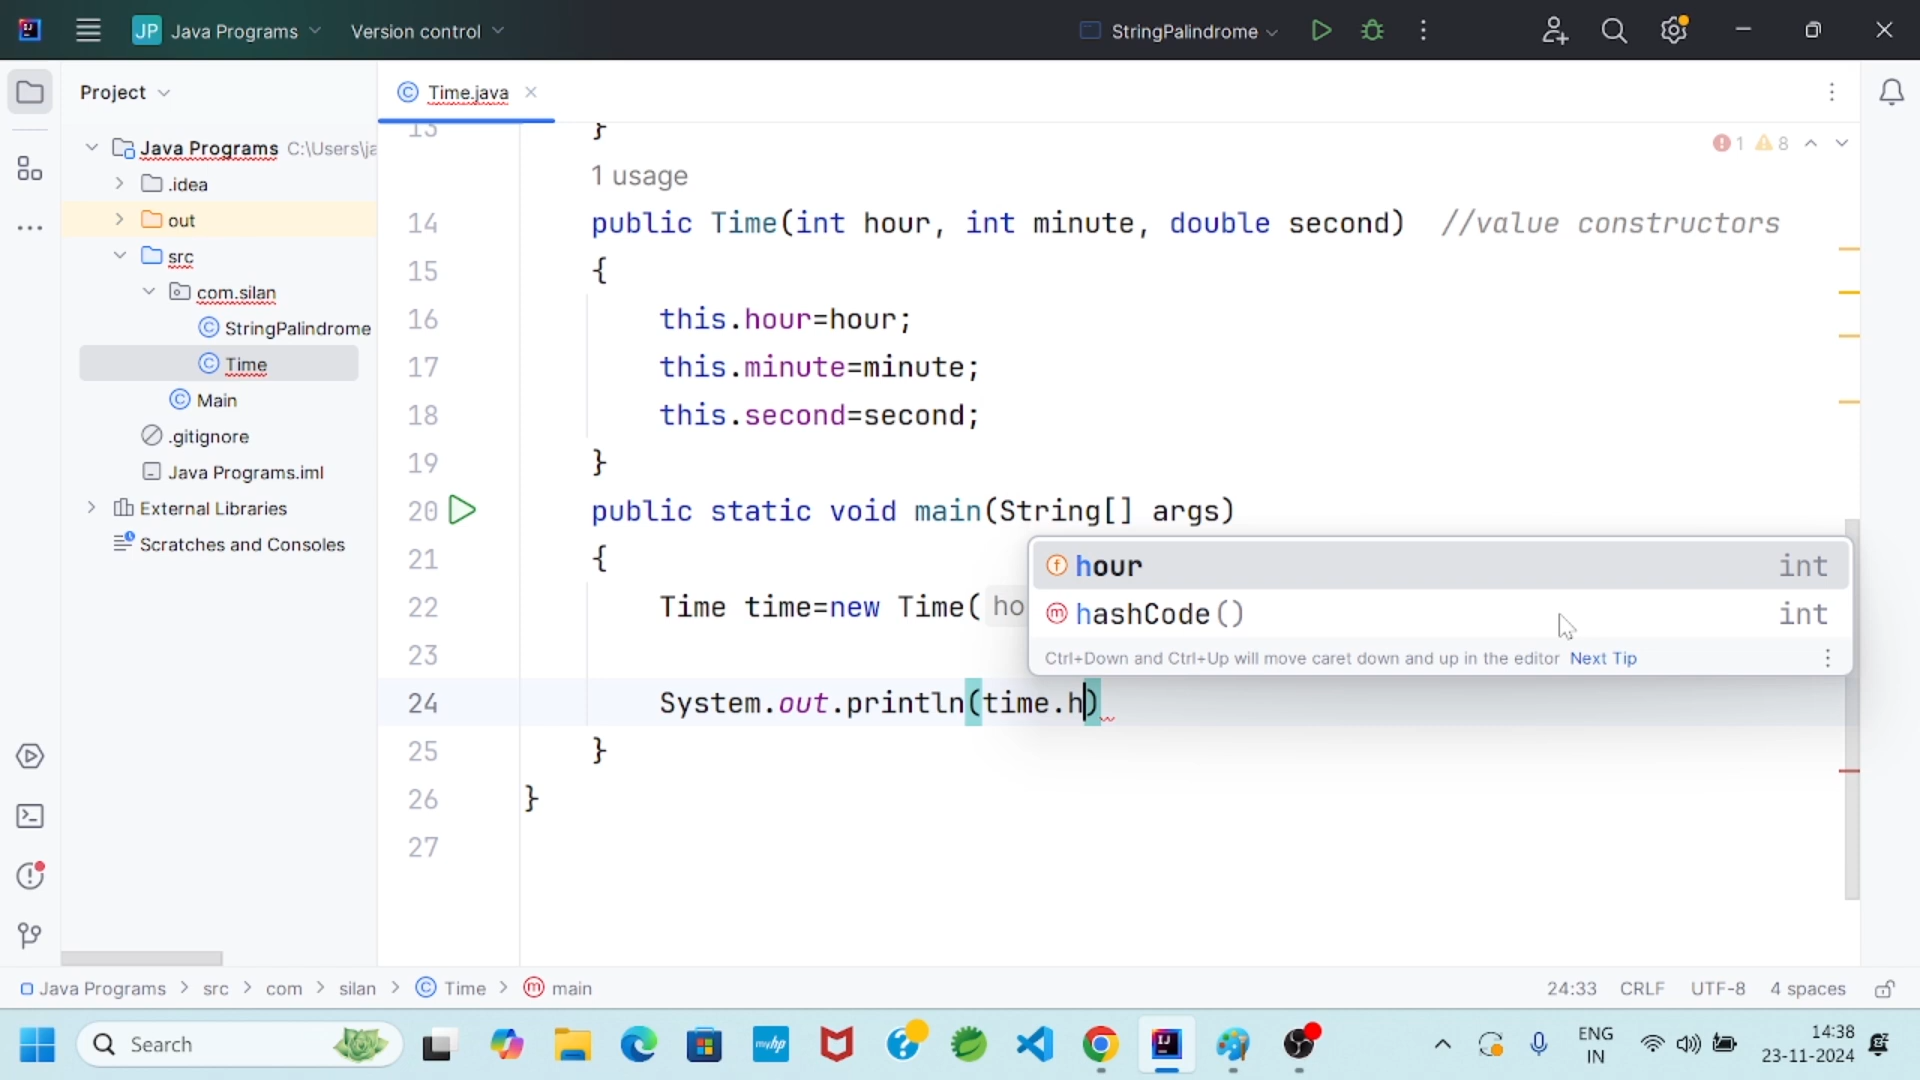 JP Java Programs Version control StringPalindrome
Project
Time.java
Java Programs C:\Users\ja
.idea
out
src
com.silan
StringPalindrome
Time
Main
.gitignore
Java Programs.iml
External Libraries
Scratches and Consoles
1 8
13 }
1 usage
14 public Time(int hour, int minute, double second) //value constructors
15 {
16 this.hour=hour;
17 this.minute=minute;
18 this.second=second;
19 }
20 public static void main(String[] args)
21 {
22 Time time=new Time( ho
23
24 System.out.println(time.h)
25 }
26 }
27
hour int
hashCode() int
Ctrl+Down and Ctrl+Up will move caret down and up in the editor Next Tip
Java Programs > src > com > silan > Time > main 24:33 CRLF UTF-8 4 spaces
Search
myhp
ENG
IN
14:38
23-11-2024